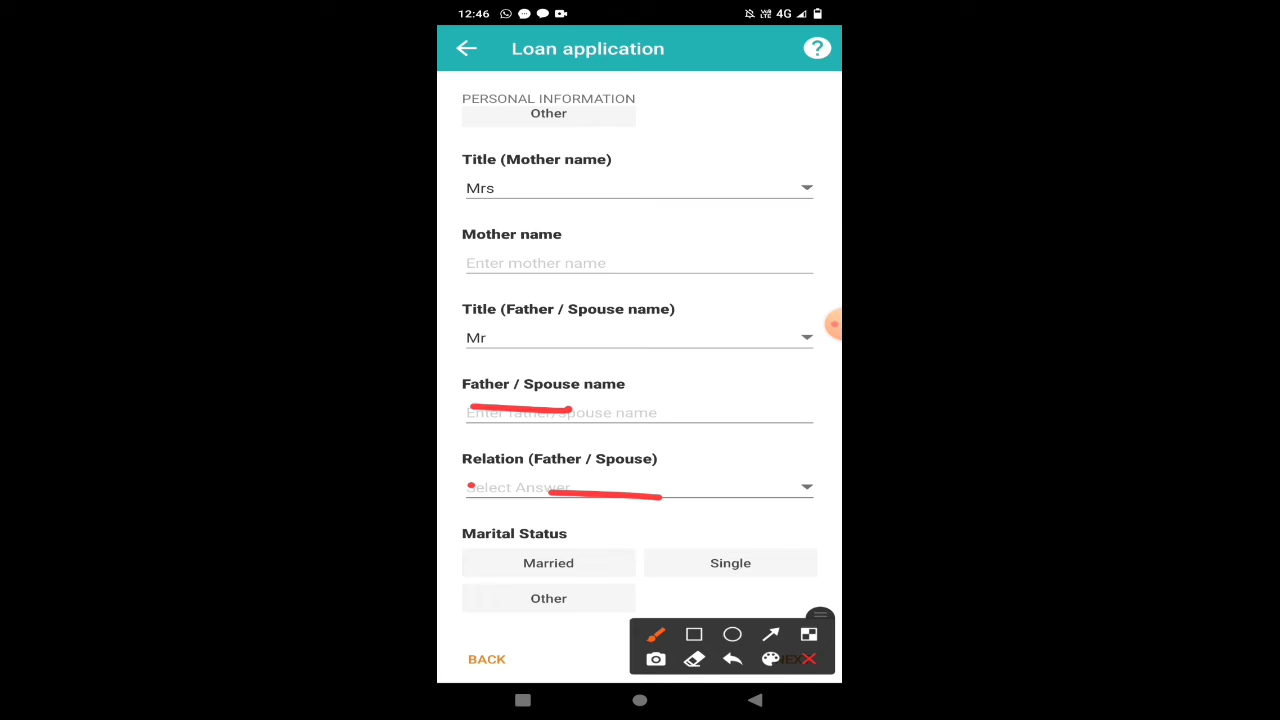 12:46
4G
Loan application
?
PERSONAL INFORMATION
Other
Title (Mother name)
Mrs
Mother name
Enter mother name
Title (Father / Spouse name)
Mr
Father / Spouse name
Enter father/spouse name
Relation (Father / Spouse)
Select Answer
Marital Status
Married Single
Other
BACK